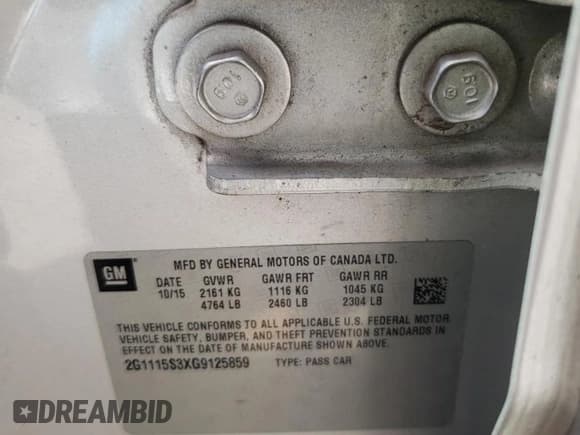 109
601
®
®
GM
MFD BY GENERAL MOTORS OF CANADA LTD.
DATE GVWR GAWR FRT GAWR RR
10/15 2161 KG 1116 KG 1045 KG
4764 LB 2460 LB 2304 LB
THIS VEHICLE CONFORMS TO ALL APPLICABLE U.S. FEDERAL MOTOR
VEHICLE SAFETY, BUMPER, AND THEFT PREVENTION STANDARDS IN
EFFECT ON THE DATE OF MANUFACTURE SHOWN ABOVE.
2G1115S3XG9125859 TYPE: PASS CAR
DREAMBID